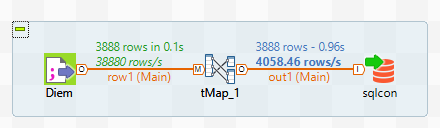 3888 rows in 0.1s
38880 rows/s
row1 (Main)
3888 rows - 0.96s
4058.46 rows/s
out1 (Main)
O
M
O
I
Diem
tMap_1
sqlcon